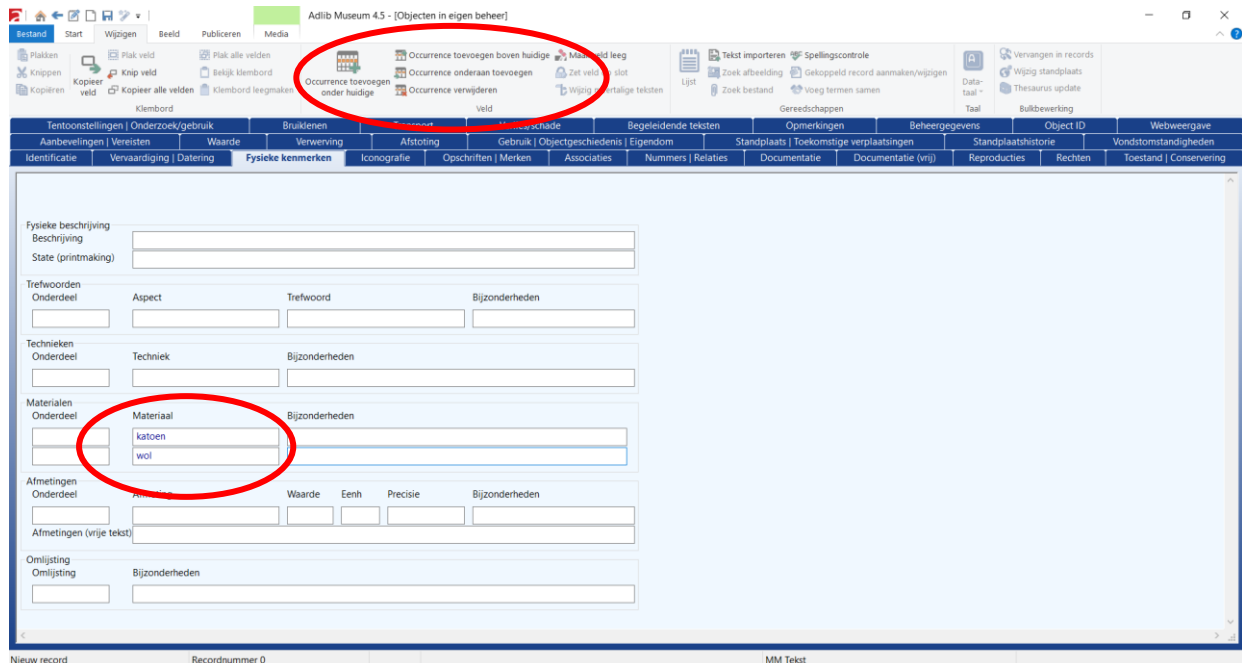 Adlib Museum 4.5 - [Objecten in eigen beheer]
Bestand Start Wijzigen Beeld Publiceren Media
Plakken
Knippen
Kopiëren
Kopieer veld
Plak veld
Knip veld
Kopieer alle velden
Plak alle velden
Bekijk klembord
Klembord leegmaken
Klembord
Occurrence toevoegen
onder huidige
Occurrence toevoegen boven huidige
Occurrence onderaan toevoegen
Occurrence verwijderen
leeg
Zet veld slot
Wijzig teksten
Veld
Lijst
Tekst importeren Spellingscontrole
Zoek afbeelding Gekoppeld record aanmaken/wijzigen
Zoek bestand Voeg termen samen
Gereedschappen
Data-
taal
Taal
Vervangen in records
Wijzig standplaats
Thesaurus update
Bulkbewerking
Tentoonstellingen | Onderzoek/gebruik Bruiklenen Begeleidende teksten Opmerkingen Beheergegevens Object ID Webweergave
Aanbevelingen | Vereisten Waarde Verwerving Afstoting Gebruik | Objectgeschiedenis | Eigendom Standplaats | Toekomstige verplaatsingen Standplaatshistorie Vondstomstandigheden
Identificatie Vervaardiging | Datering Fysieke kenmerken Iconografie Opschriften | Merken Associaties Nummers | Relaties Documentatie Documentatie (vrij) Reproducties Rechten Toestand | Conservering
Fysieke beschrijving
Beschrijving
State (printmaking)
Trefwoorden
Onderdeel Aspect Trefwoord Bijzonderheden
Technieken
Onderdeel Techniek Bijzonderheden
Materialen
Onderdeel Materiaal Bijzonderheden
katoen
wol
Afmetingen
Onderdeel Waarde Eenh Precisie Bijzonderheden
Afmetingen (vrije tekst)
Omlijsting
Omlijsting Bijzonderheden
Nieuw record Recordnummer 0 MM Tekst